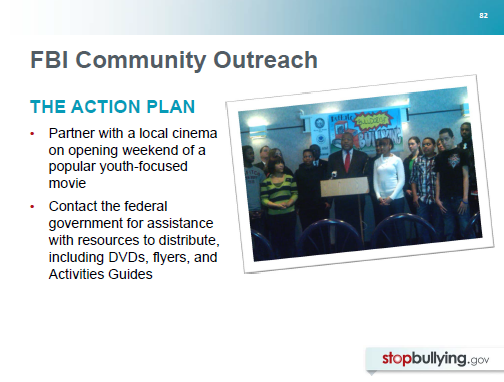 82
FBI Community Outreach
THE ACTION PLAN
• Partner with a local cinema
on opening weekend of a
popular youth-focused
movie
• Contact the federal
government for assistance
with resources to distribute,
including DVDs, flyers, and
Activities Guides
stopbullying.gov